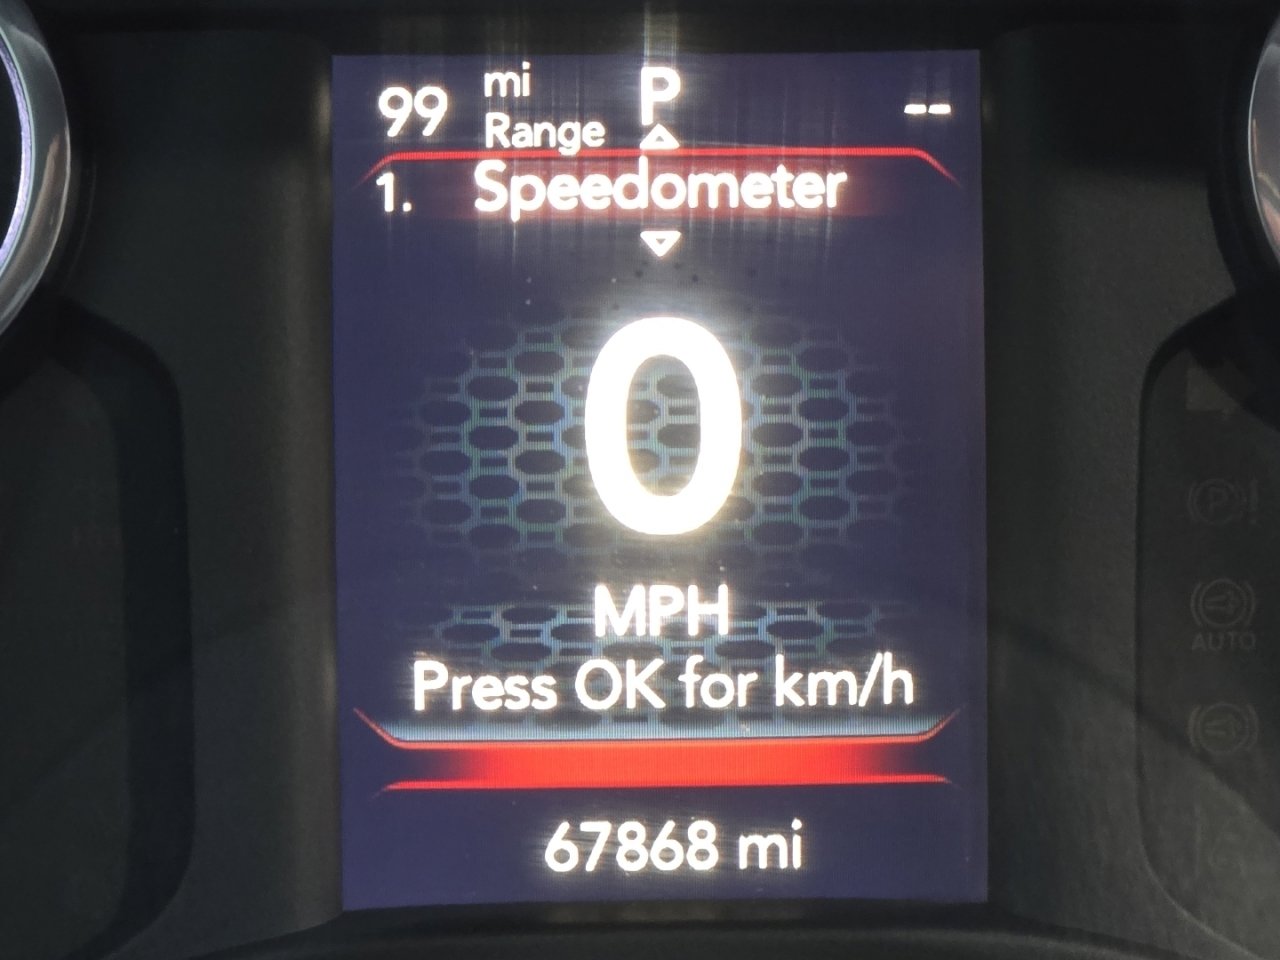 99 mi Range P --
1. Speedometer
0
MPH
Press OK for km/h
67868 mi
P !
AUTO